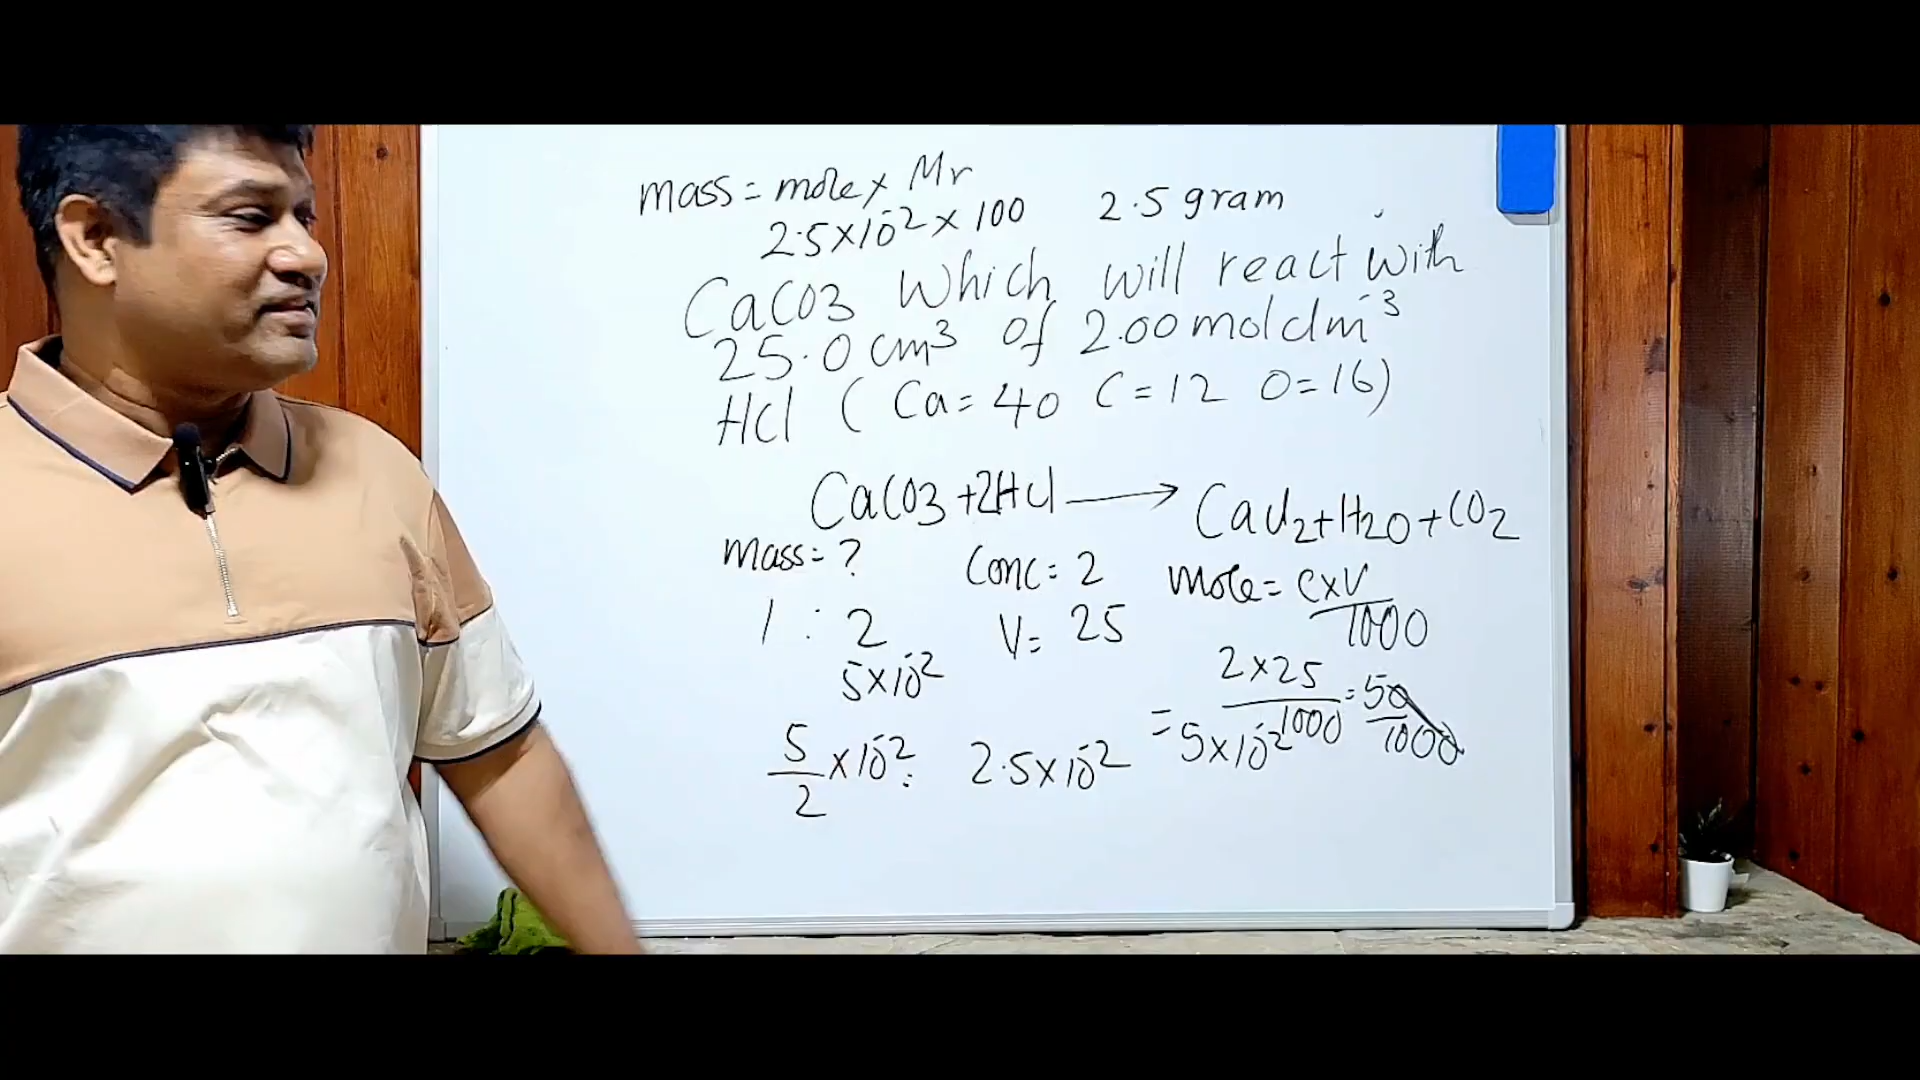 mass = mole x Mr
2.5x10-2 x 100 2.5 gram
CaCO3 Which will react with
25.0 cm3 of 2.00 mol dm-3
HCl ( Ca = 40 C = 12 O = 16)
CaCO3 + 2HCl → CaCl2 + H2O + CO2
mass = ? Conc = 2 mole = CxV/1000
1 : 2 V = 25
5x10-2 2x25/1000 = 50/1000
5/2 x10-2 : 2.5x10-2 = 5x10-2